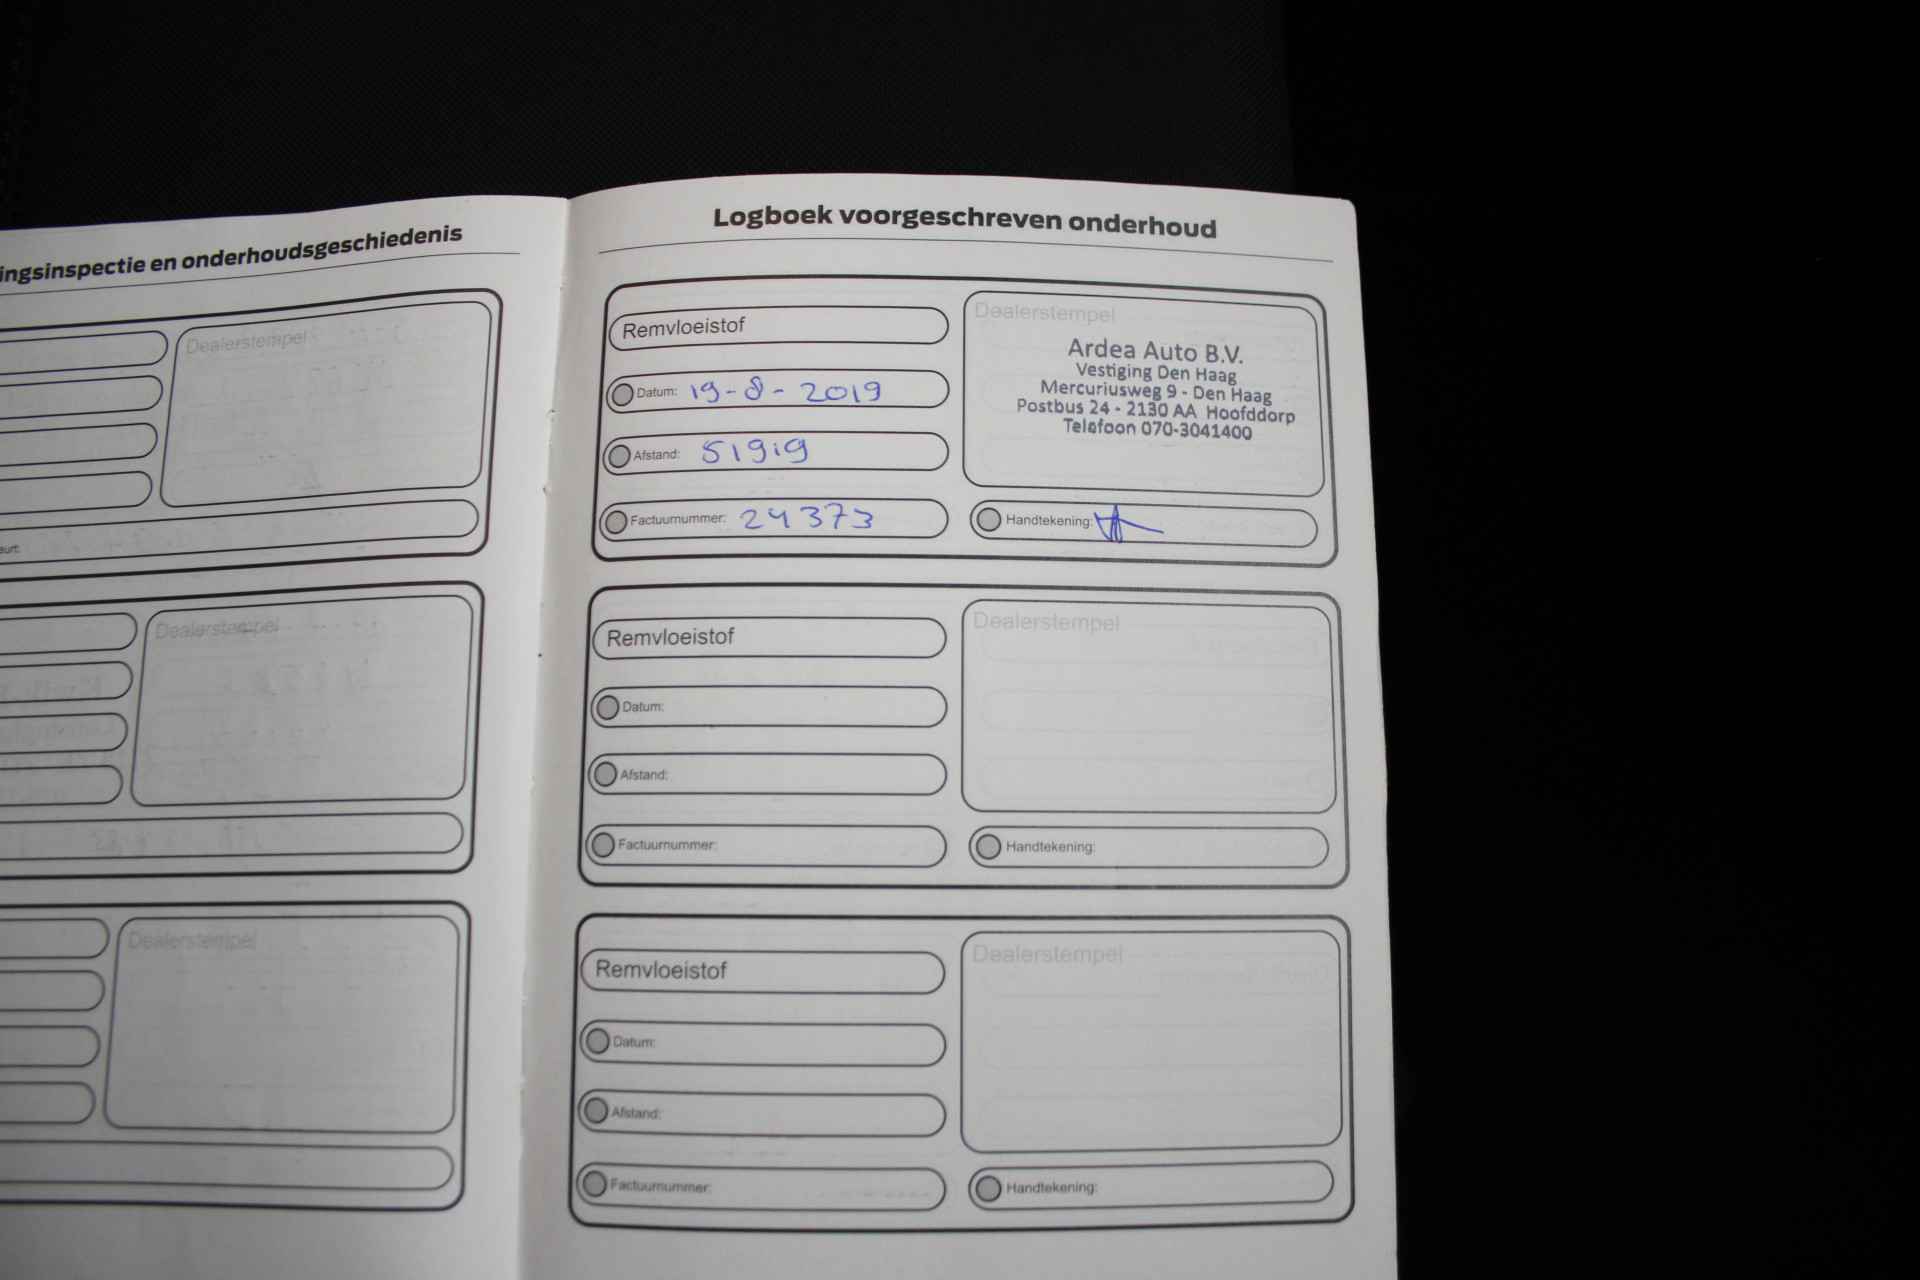 ingsinspectie en onderhoudsgeschiedenis
Dealerstempel
eurt:
Dealerstempel
Dealerstempel
Logboek voorgeschreven onderhoud
Remvloeistof
Datum: 19-8-2019
Afstand: 51919
Factuurnummer: 24373
Dealerstempel
Ardea Auto B.V.
Vestiging Den Haag
Mercuriusweg 9 - Den Haag
Postbus 24 - 2130 AA Hoofddorp
Telefoon 070-3041400
Handtekening:
Remvloeistof
Datum:
Afstand:
Factuurnummer:
Dealerstempel
Handtekening:
Remvloeistof
Datum:
Afstand:
Factuurnummer:
Dealerstempel
Handtekening: